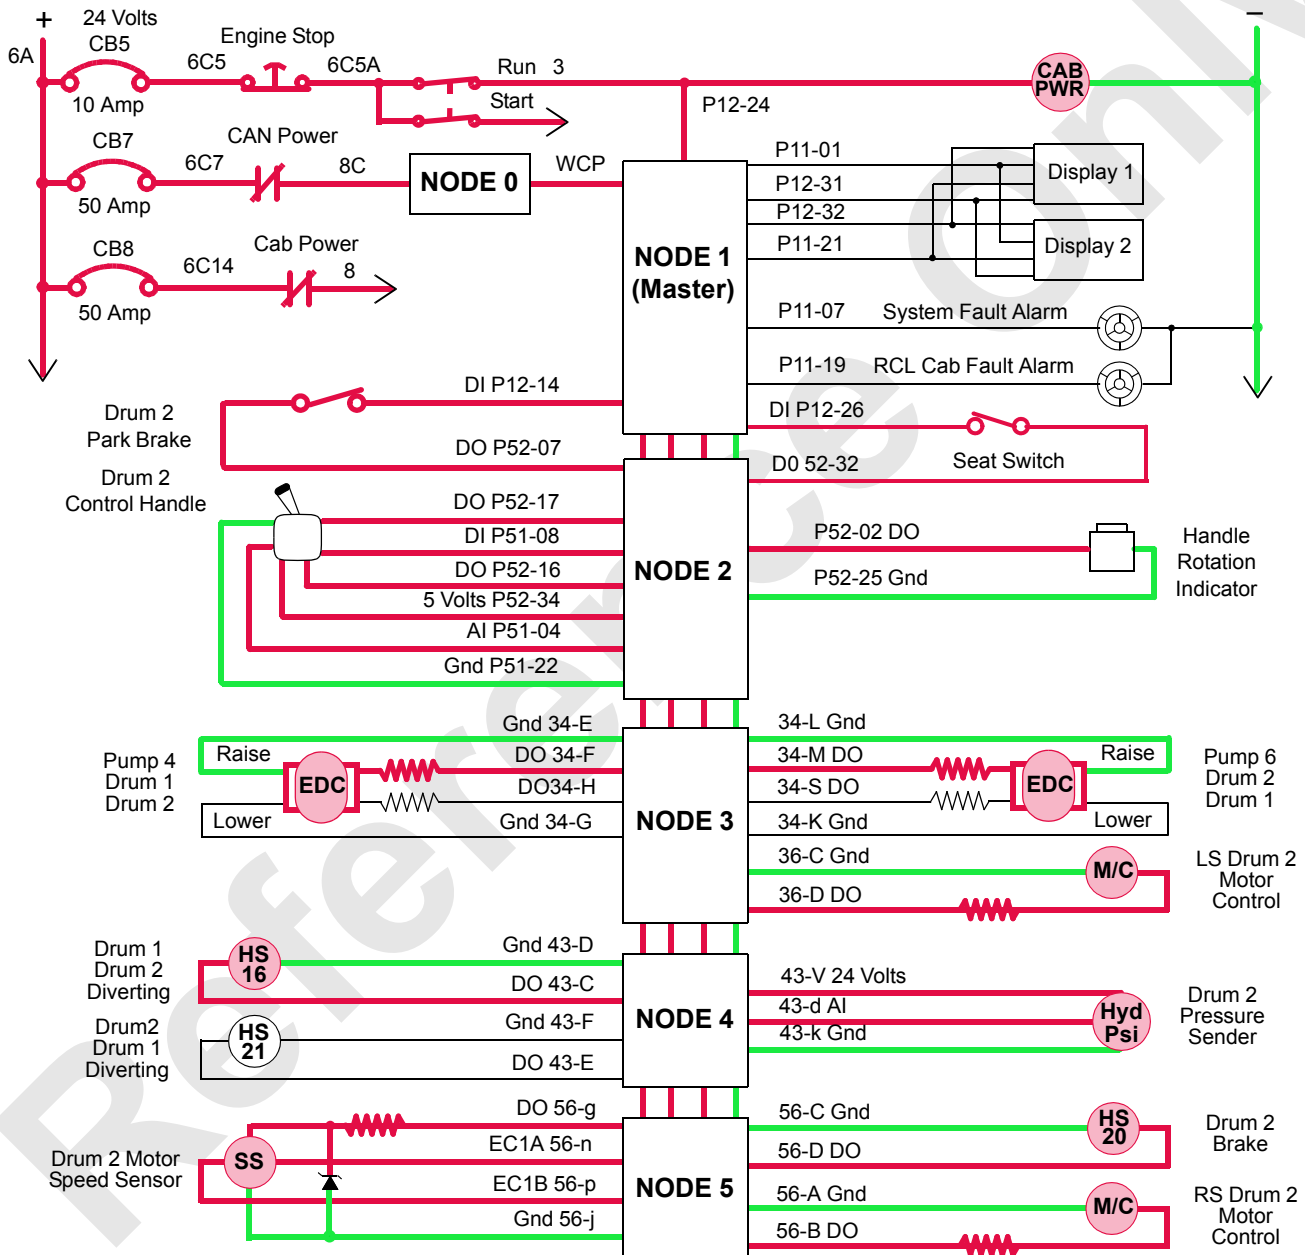 +
24 Volts
–
CB5
Engine Stop
6A
6C5
6C5A
Run 3
CAB
PWR
10 Amp
Start
P12-24
CB7
CAN Power
6C7
8C
NODE 0
WCP
50 Amp
P11-01
Display 1
P12-31
P12-32
CB8
Cab Power
6C14
8
NODE 1
(Master)
P11-21
Display 2
50 Amp
P11-07
System Fault Alarm
P11-19
RCL Cab Fault Alarm
DI P12-14
DI P12-26
Drum 2
Park Brake
DO P52-07
D0 52-32
Seat Switch
Drum 2
Control Handle
DO P52-17
DI P51-08
DO P52-16
5 Volts P52-34
AI P51-04
Gnd P51-22
NODE 2
P52-02 DO
P52-25 Gnd
Handle
Rotation
Indicator
Pump 4
Drum 1
Drum 2
Raise
EDC
Lower
Gnd 34-E
DO 34-F
DO34-H
Gnd 34-G
NODE 3
34-L Gnd
34-M DO
34-S DO
34-K Gnd
Raise
EDC
Lower
Pump 6
Drum 2
Drum 1
36-C Gnd
36-D DO
M/C
LS Drum 2
Motor
Control
Drum 1
Drum 2
Diverting
HS
16
Gnd 43-D
DO 43-C
Drum2
Drum 1
Diverting
HS
21
Gnd 43-F
DO 43-E
NODE 4
43-V 24 Volts
43-d AI
43-k Gnd
Hyd
Psi
Drum 2
Pressure
Sender
Drum 2 Motor
Speed Sensor
SS
DO 56-g
EC1A 56-n
EC1B 56-p
Gnd 56-j
NODE 5
56-C Gnd
56-D DO
HS
20
Drum 2
Brake
56-A Gnd
56-B DO
M/C
RS Drum 2
Motor
Control
Reference Onl